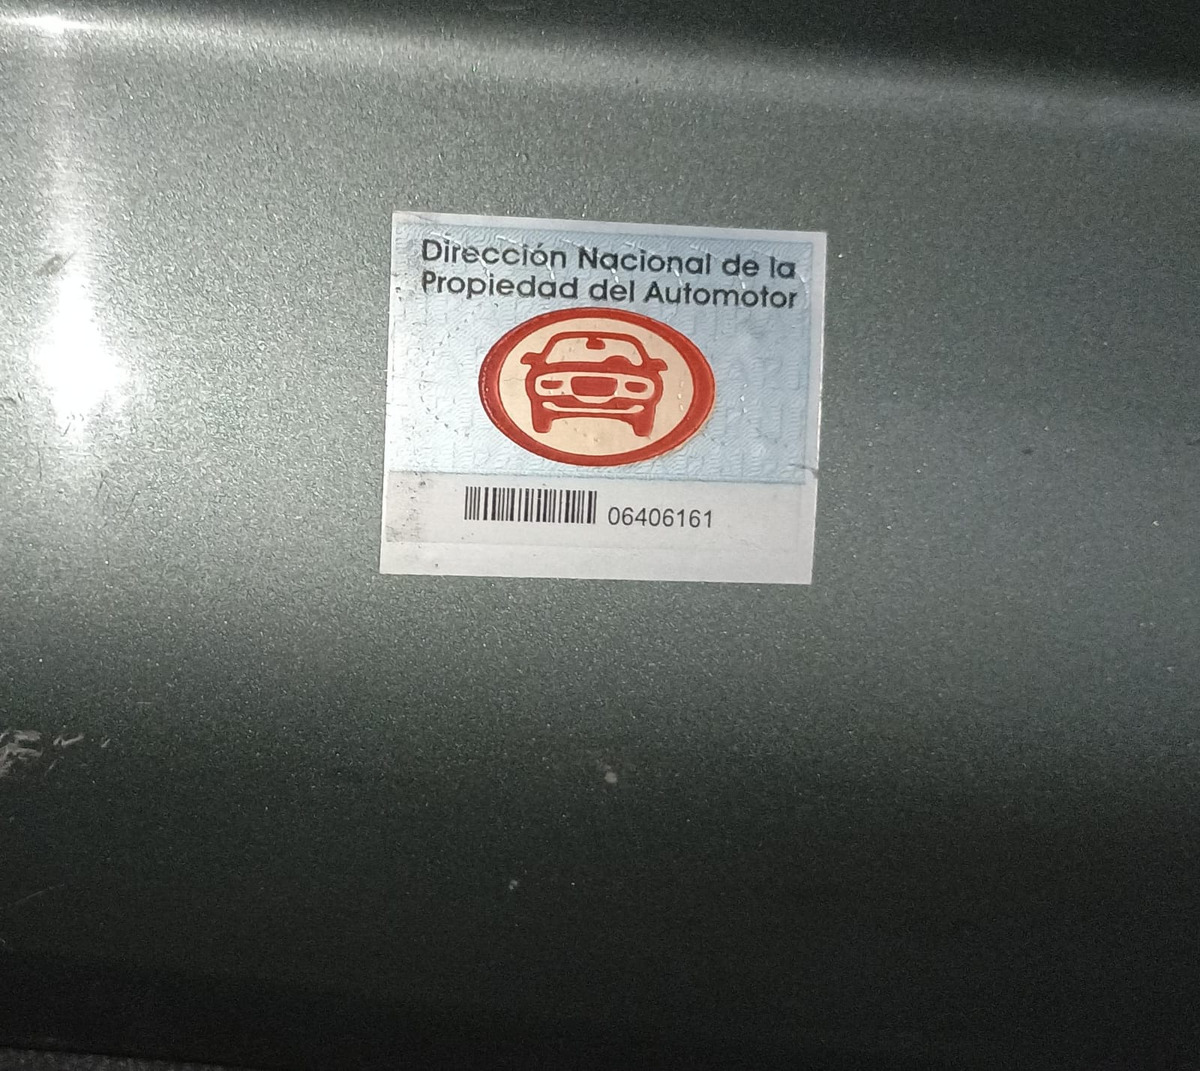 Dirección Nacional de la
Propiedad del Automotor
06406161